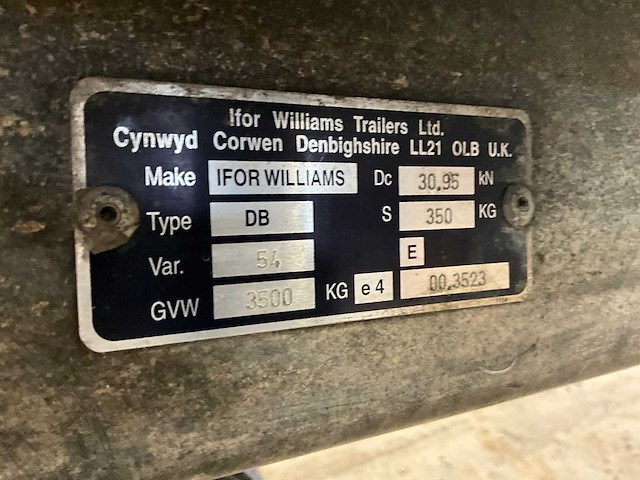 Ifor Williams Trailers Ltd.
Cynwyd Corwen Denbighshire LL21 OLB U.K.
Make IFOR WILLIAMS Dc 30.95 kN
Type DB S 350 KG
Var. 54 E
GVW 3500 KG e4 00.3523